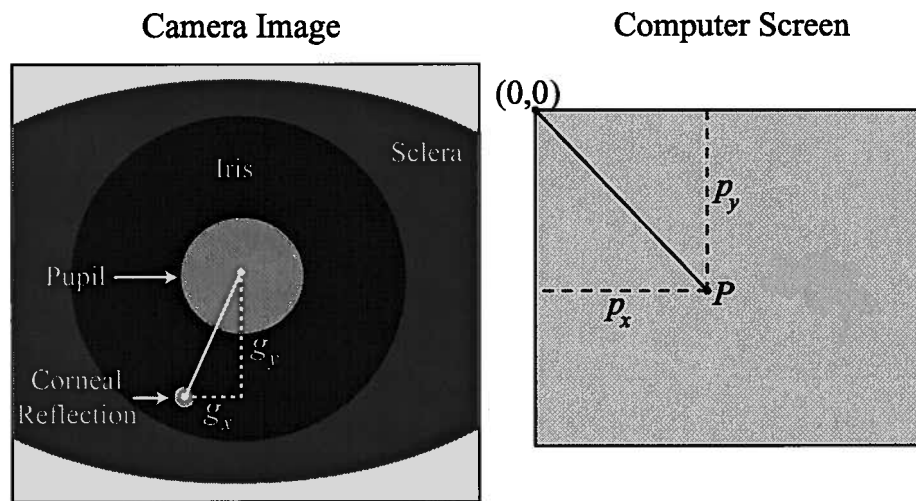 Camera Image
Iris
Sclera
Pupil
g_y
Corneal
Reflection
g_x
Computer Screen
(0,0)
p_y
P
p_x